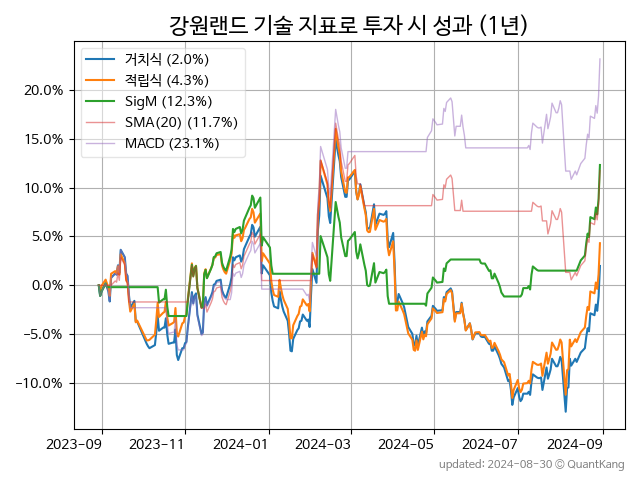 강원랜드 기술 지표로 투자 시 성과 (1년)
거치식 (2.0%)
적립식 (4.3%)
SigM (12.3%)
SMA(20) (11.7%)
MACD (23.1%)
20.0%
15.0%
10.0%
5.0%
0.0%
−5.0%
−10.0%
2023-09 2023-11 2024-01 2024-03 2024-05 2024-07 2024-09
updated: 2024-08-30 © QuantKang